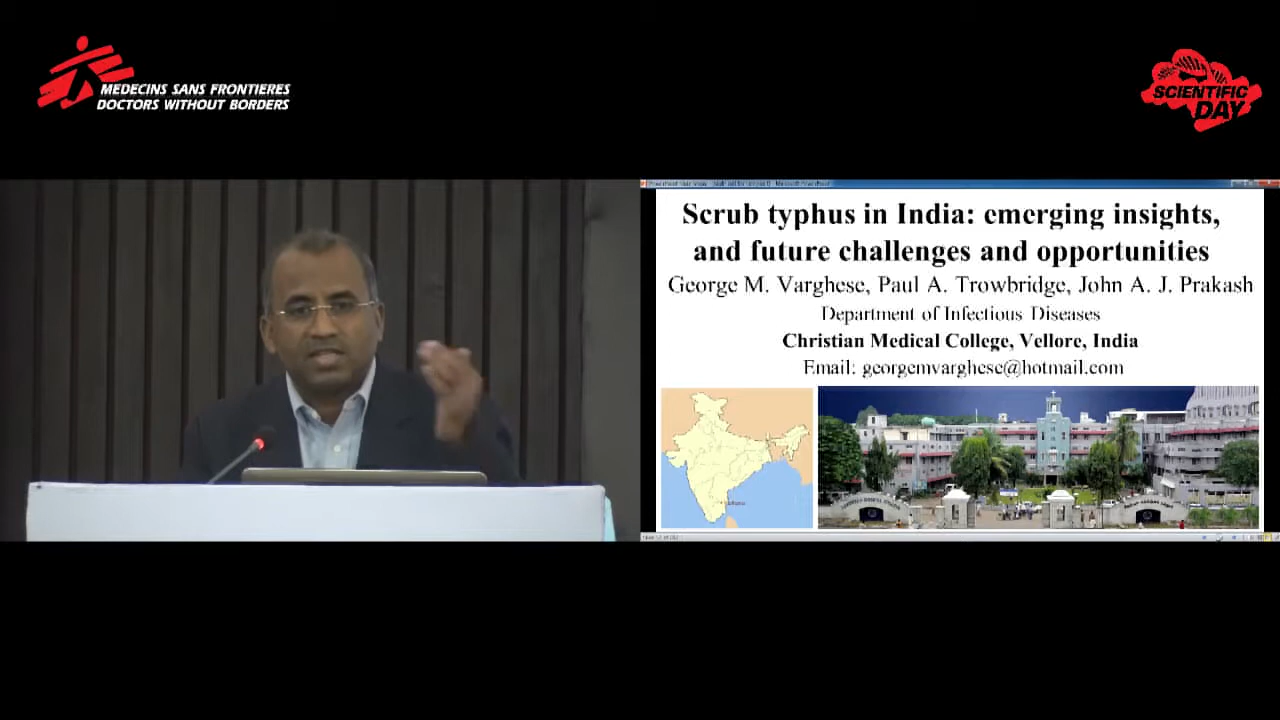 MEDECINS SANS FRONTIERES
DOCTORS WITHOUT BORDERS
SCIENTIFIC
DAY
Scrub typhus in India: emerging insights,
and future challenges and opportunities
George M. Varghese, Paul A. Trowbridge, John A. J. Prakash
Department of Infectious Diseases
Christian Medical College, Vellore, India
Email: georgemvarghese@hotmail.com